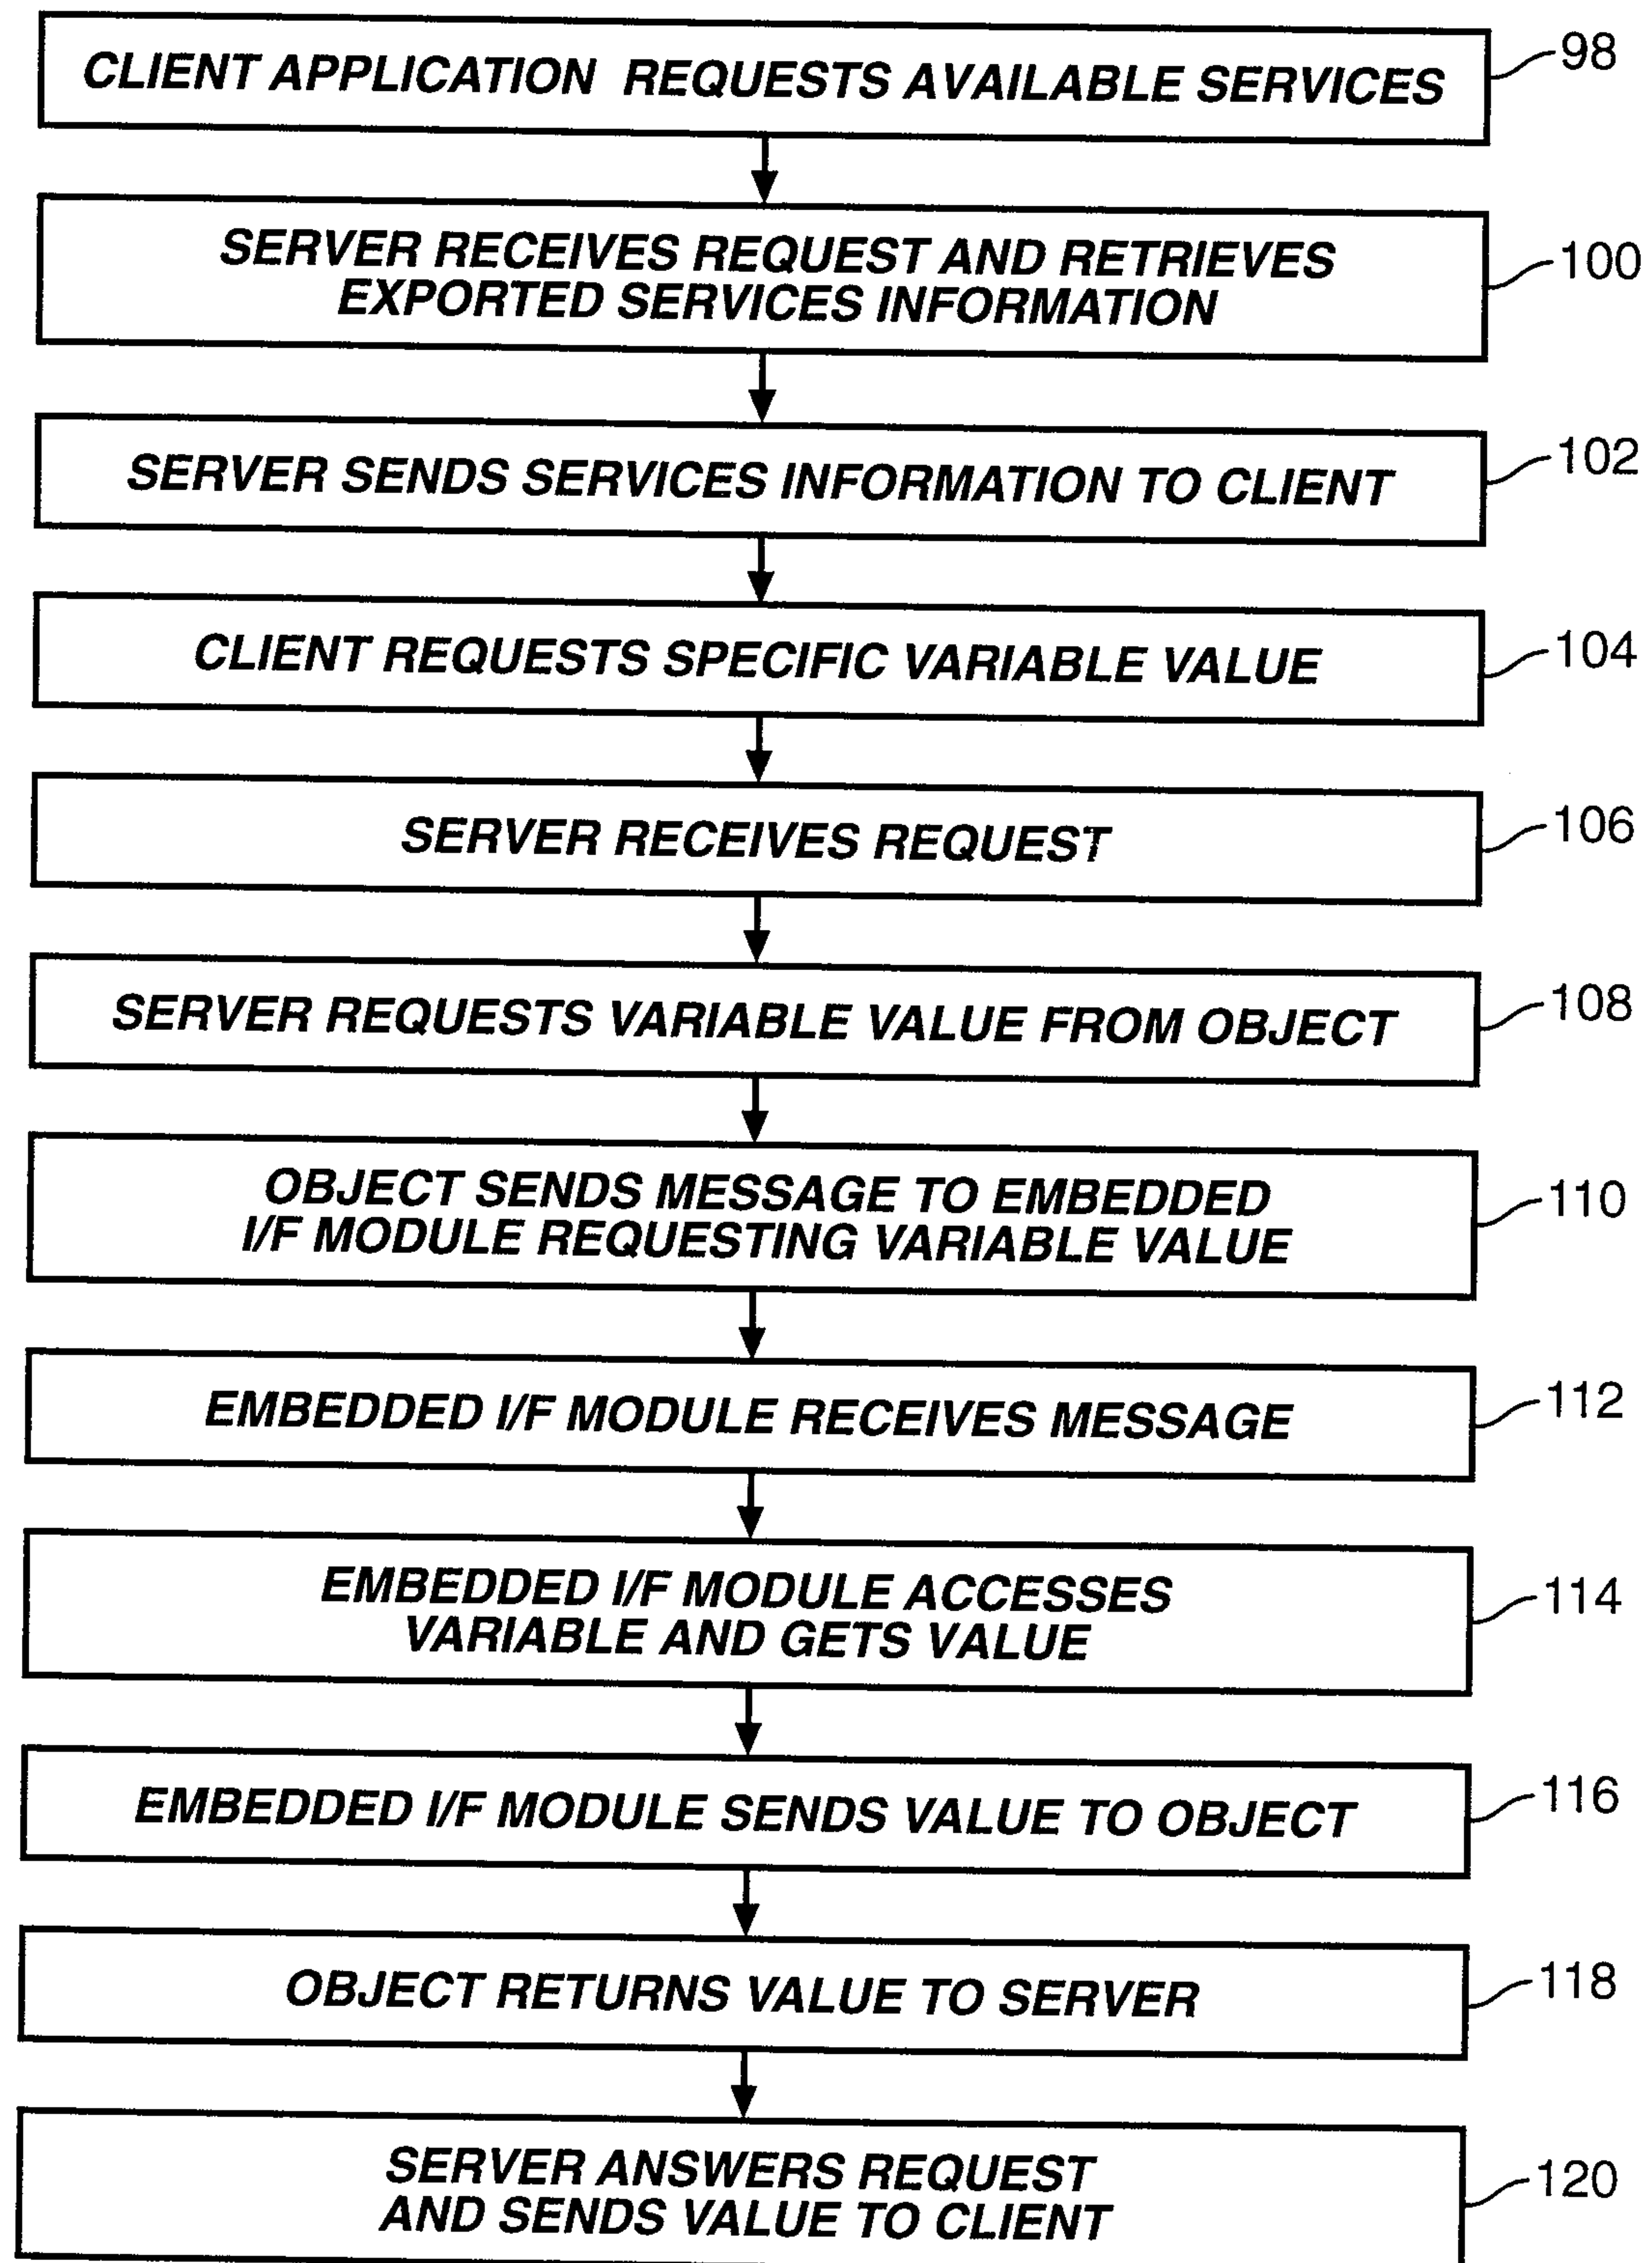 CLIENT APPLICATION REQUESTS AVAILABLE SERVICES
98
SERVER RECEIVES REQUEST AND RETRIEVES
EXPORTED SERVICES INFORMATION
100
SERVER SENDS SERVICES INFORMATION TO CLIENT
102
CLIENT REQUESTS SPECIFIC VARIABLE VALUE
104
SERVER RECEIVES REQUEST
106
SERVER REQUESTS VARIABLE VALUE FROM OBJECT
108
OBJECT SENDS MESSAGE TO EMBEDDED
I/F MODULE REQUESTING VARIABLE VALUE
110
EMBEDDED I/F MODULE RECEIVES MESSAGE
112
EMBEDDED I/F MODULE ACCESSES
VARIABLE AND GETS VALUE
114
EMBEDDED I/F MODULE SENDS VALUE TO OBJECT
116
OBJECT RETURNS VALUE TO SERVER
118
SERVER ANSWERS REQUEST
AND SENDS VALUE TO CLIENT
120